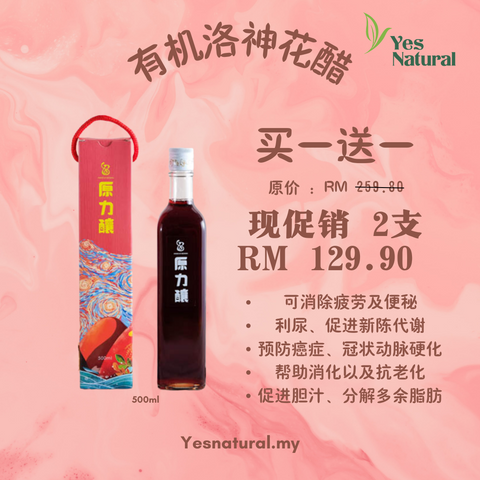 有机洛神花醋
Yes
Natural
买一送一
原价 : RM 259.80
现促销 2支
RM 129.90
原力釀
500ml
原力釀
• 可消除疲劳及便秘
• 利尿、促进新陈代谢
• 预防癌症、冠状动脉硬化
• 帮助消化以及抗老化
• 促进胆汁、分解多余脂肪
500ml
Yesnatural.my